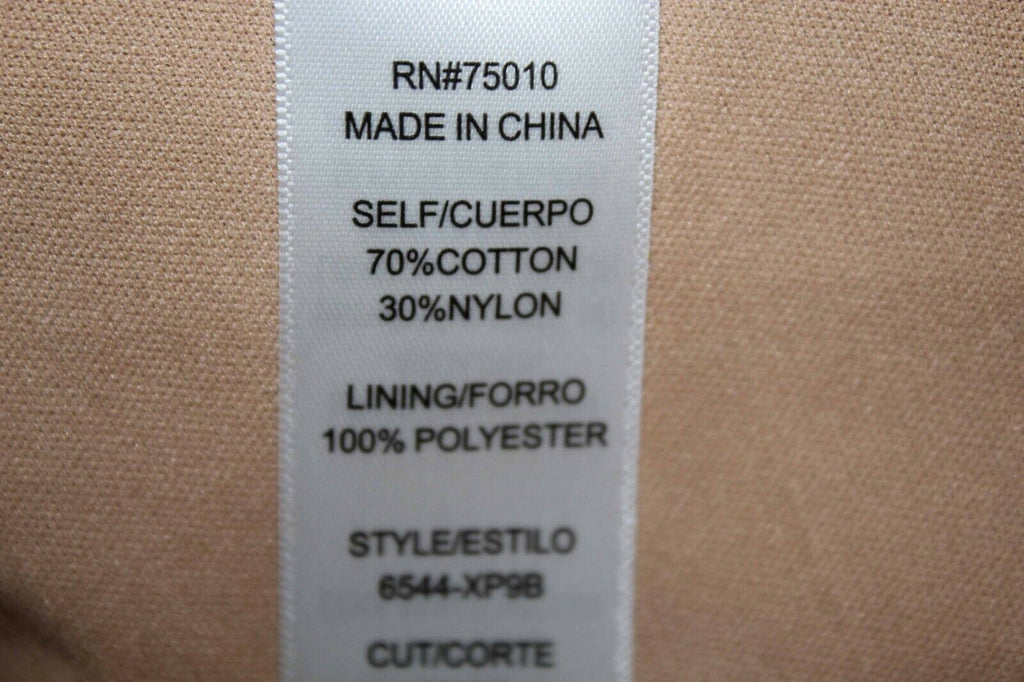 RN#75010
MADE IN CHINA
SELF/CUERPO
70%COTTON
30%NYLON
LINING/FORRO
100% POLYESTER
STYLE/ESTILO
6544-XP9B
CUT/CORTE